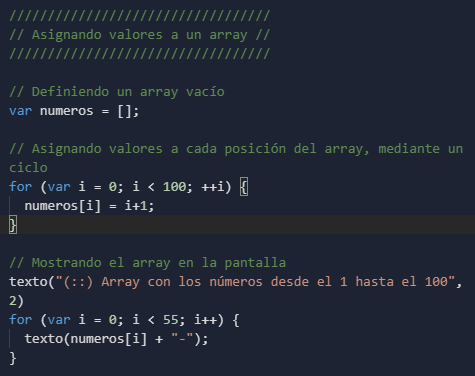 //////////////////////////////////
// Asignando valores a un array //
//////////////////////////////////
// Definiendo un array vacío
var numeros = [];
// Asignando valores a cada posición del array, mediante un
ciclo
for (var i = 0; i < 100; ++i) {
numeros[i] = i+1;
}
// Mostrando el array en la pantalla
texto("(::) Array con los números desde el 1 hasta el 100",
2)
for (var i = 0; i < 55; i++) {
texto(numeros[i] + "-");
}